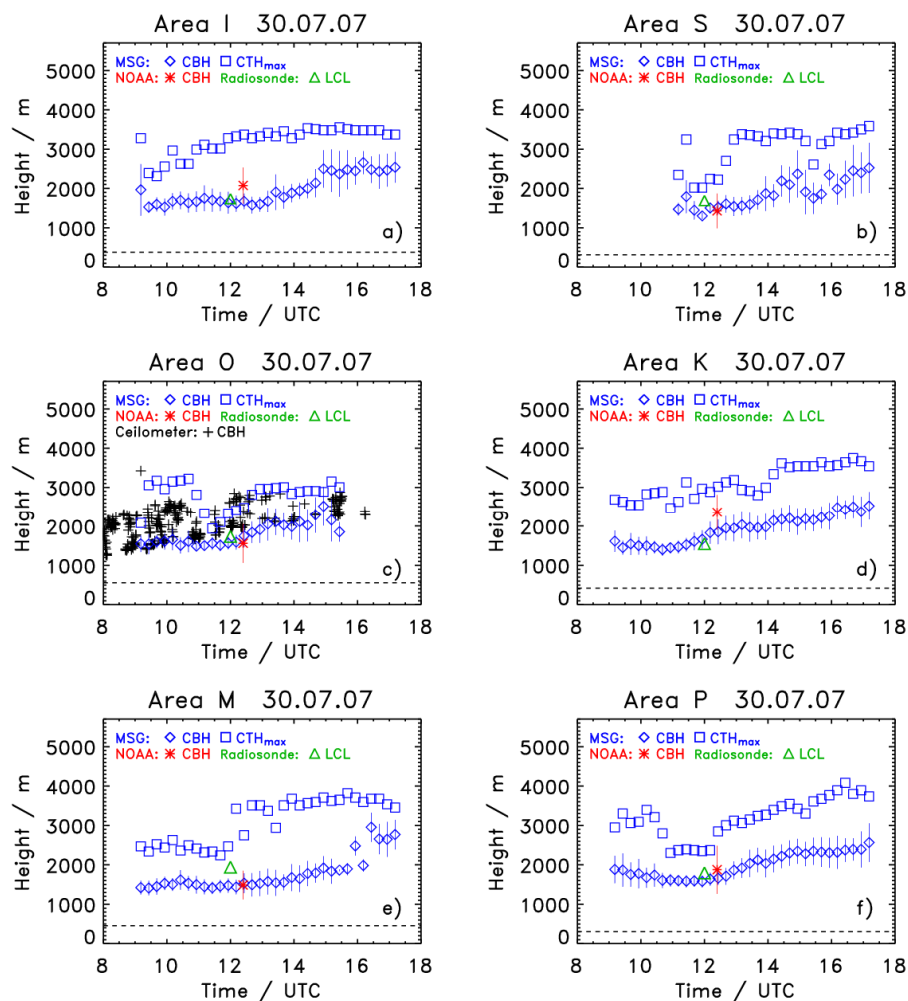 Area I 30.07.07
MSG: CBH CTHmax
NOAA: CBH Radiosonde: LCL
Height / m
5000
4000
3000
2000
1000
0
a)
8 10 12 14 16 18
Time / UTC
Area S 30.07.07
MSG: CBH CTHmax
NOAA: CBH Radiosonde: LCL
Height / m
5000
4000
3000
2000
1000
0
b)
8 10 12 14 16 18
Time / UTC
Area O 30.07.07
MSG: CBH CTHmax
NOAA: CBH Radiosonde: LCL
Ceilometer: + CBH
Height / m
5000
4000
3000
2000
1000
0
c)
8 10 12 14 16 18
Time / UTC
Area K 30.07.07
MSG: CBH CTHmax
NOAA: CBH Radiosonde: LCL
Height / m
5000
4000
3000
2000
1000
0
d)
8 10 12 14 16 18
Time / UTC
Area M 30.07.07
MSG: CBH CTHmax
NOAA: CBH Radiosonde: LCL
Height / m
5000
4000
3000
2000
1000
0
e)
8 10 12 14 16 18
Time / UTC
Area P 30.07.07
MSG: CBH CTHmax
NOAA: CBH Radiosonde: LCL
Height / m
5000
4000
3000
2000
1000
0
f)
8 10 12 14 16 18
Time / UTC